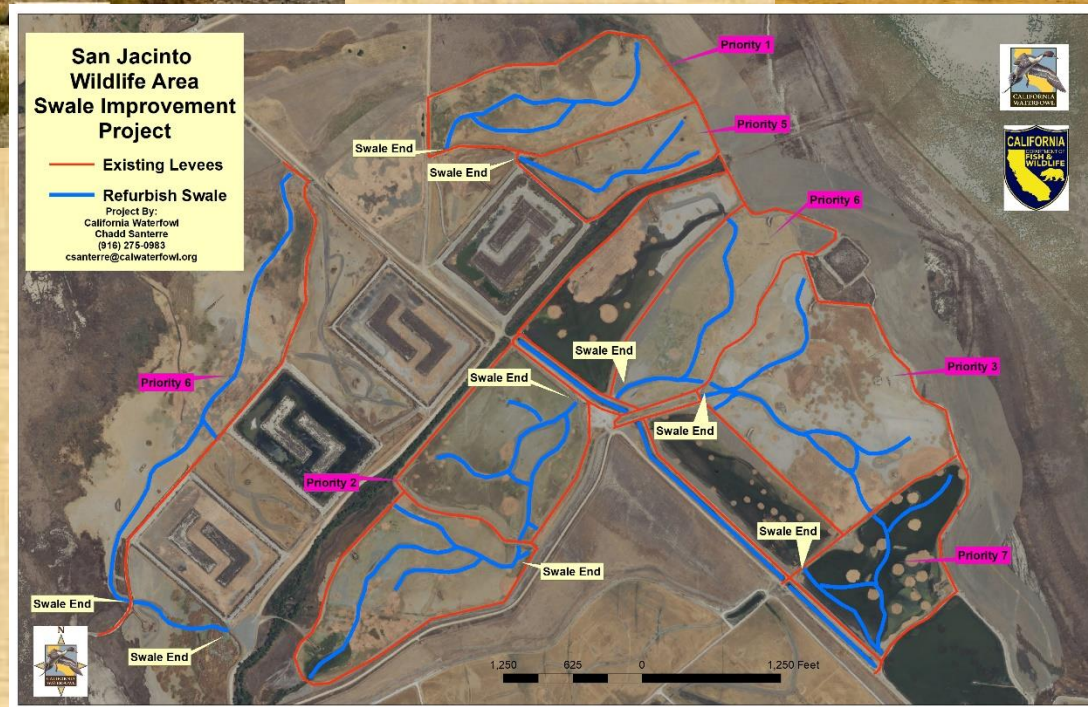 San Jacinto
Wildlife Area
Swale Improvement
Project
Existing Levees
Refurbish Swale
Project By:
California Waterfowl
Chadd Santerre
(916) 275-0983
csanterre@calwaterfowl.org
Priority 1
CALIFORNIA
WATERFOWL
Priority 5
Swale End
Swale End
CALIFORNIA
DEPARTMENT OF
FISH &
WILDLIFE
Priority 6
Swale End
Swale End
Priority 6
Priority 3
Swale End
Priority 2
Swale End
Priority 7
Swale End
Swale End
N
Swale End
1,250 625 0 1,250 Feet